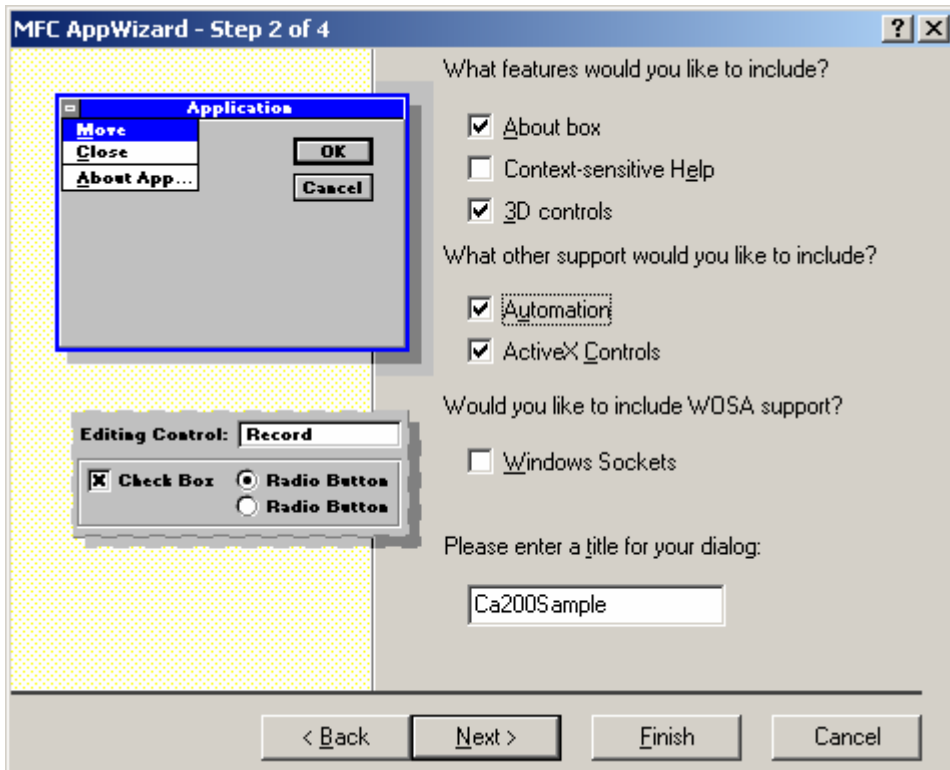 MFC AppWizard - Step 2 of 4
Application
Move
Close
About App...
OK
Cancel
Editing Control: Record
Check Box
Radio Button
Radio Button
What features would you like to include?
About box
Context-sensitive Help
3D controls
What other support would you like to include?
Automation
ActiveX Controls
Would you like to include WOSA support?
Windows Sockets
Please enter a title for your dialog:
Ca200Sample
< Back Next > Finish Cancel